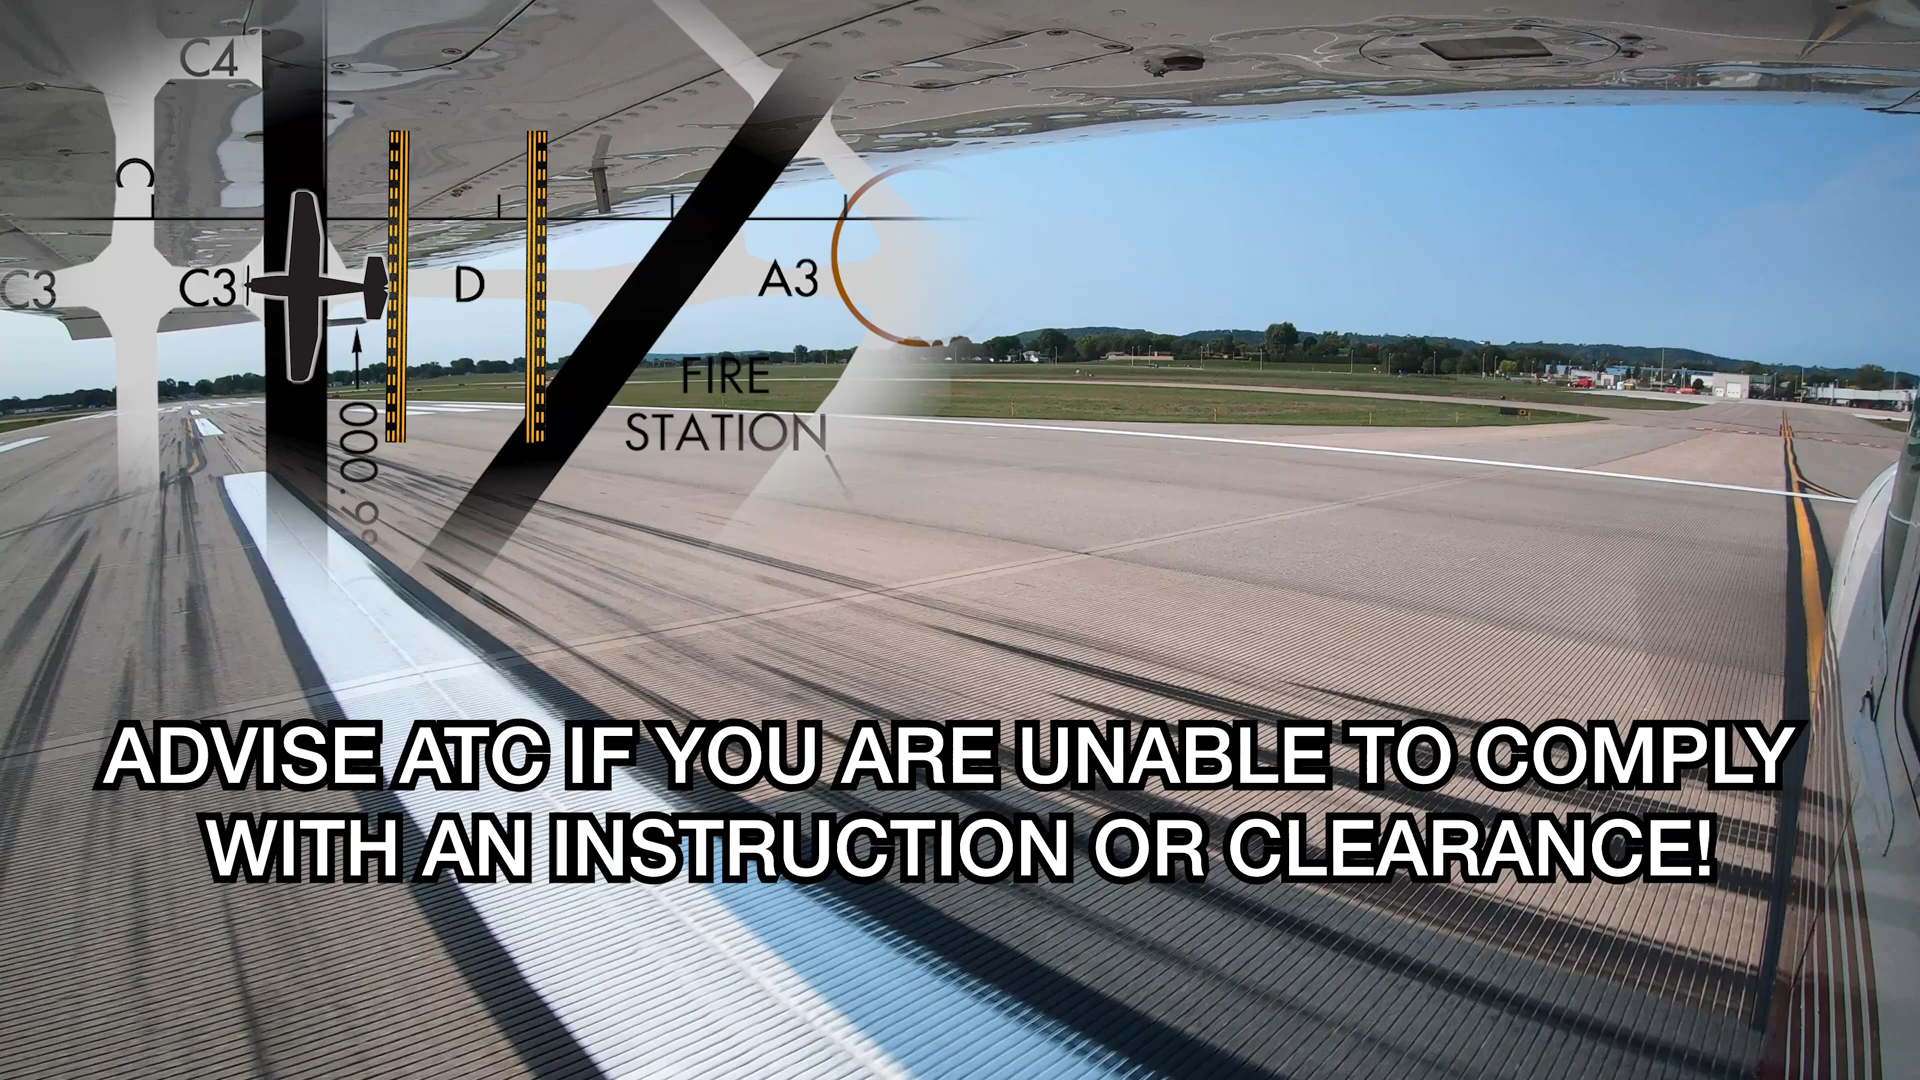 C4
C
C3
C3
D
A3
FIRE
STATION
000.9
ADVISE ATC IF YOU ARE UNABLE TO COMPLY
WITH AN INSTRUCTION OR CLEARANCE!